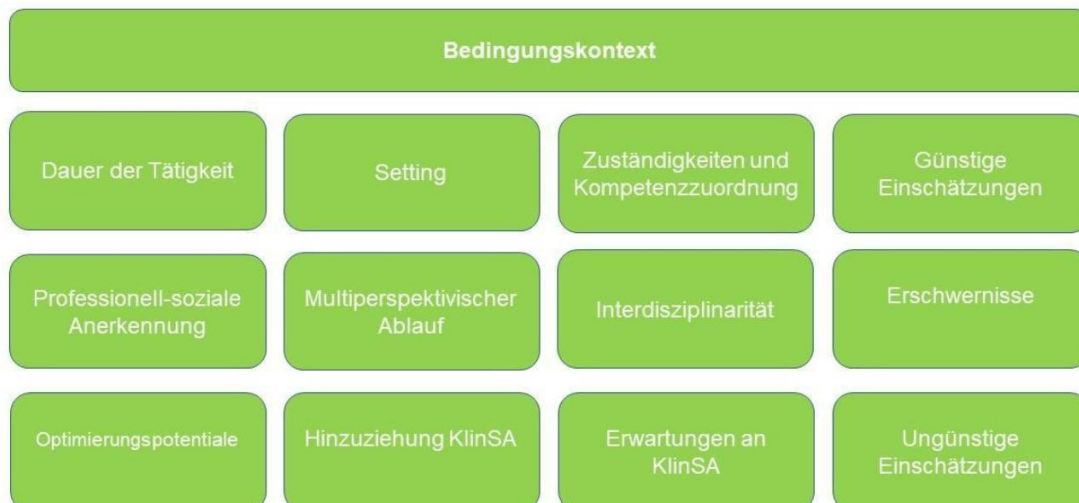 Bedingungskontext
Dauer der Tätigkeit
Setting
Zuständigkeiten und
Kompetenzzuordnung
Günstige
Einschätzungen
Professionell-soziale
Anerkennung
Multiperspektivischer
Ablauf
Interdisziplinarität
Erschwernisse
Optimierungspotentiale
Hinzuziehung KlinSA
Erwartungen an
KlinSA
Ungünstige
Einschätzungen